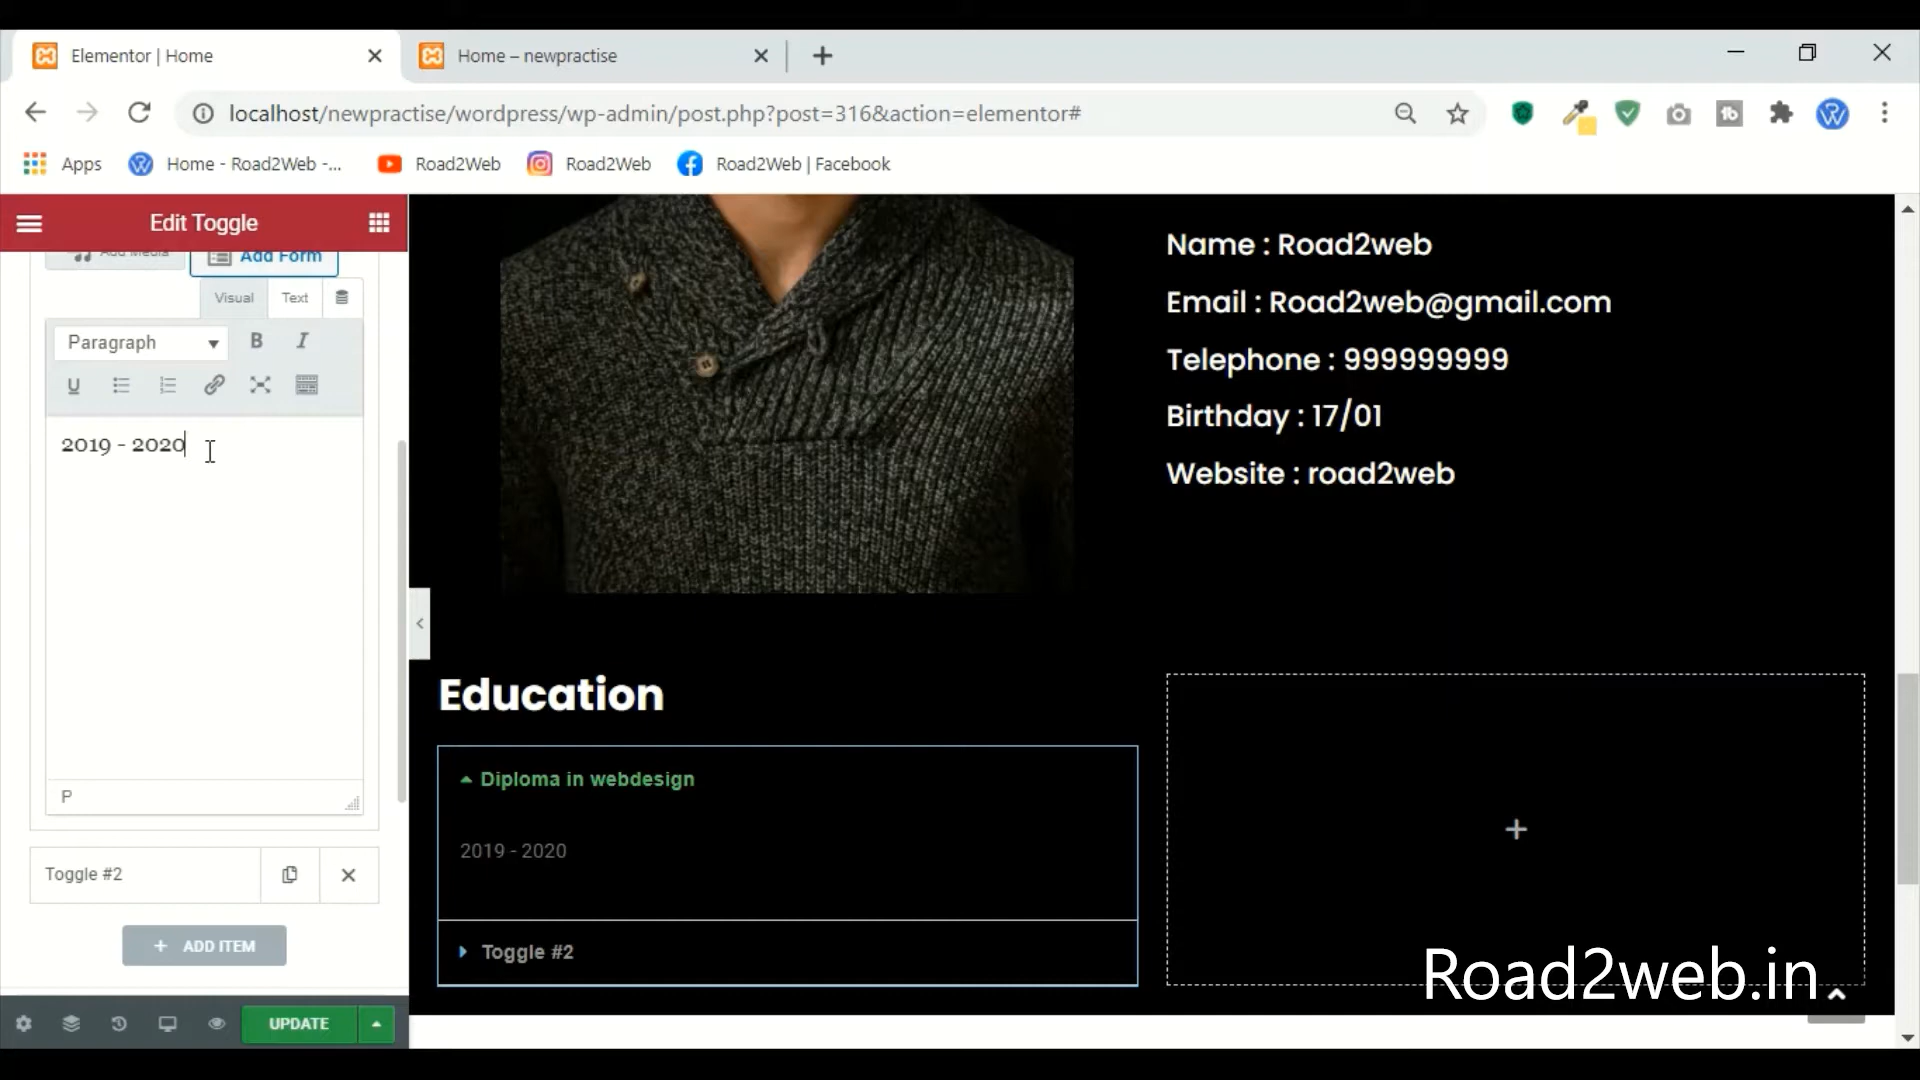 Elementor | Home
Home – newpractise
localhost/newpractise/wordpress/wp-admin/post.php?post=316&action=elementor#
Apps
Home - Road2Web -...
Road2Web
Road2Web
Road2Web | Facebook
Edit Toggle
Add Media
Add Form
Visual
Text
Paragraph
B
I
U
2019 - 2020
P
Toggle #2
ADD ITEM
UPDATE
Name : Road2web
Email : Road2web@gmail.com
Telephone : 999999999
Birthday : 17/01
Website : road2web
Education
Diploma in webdesign
2019 - 2020
Toggle #2
Road2web.in